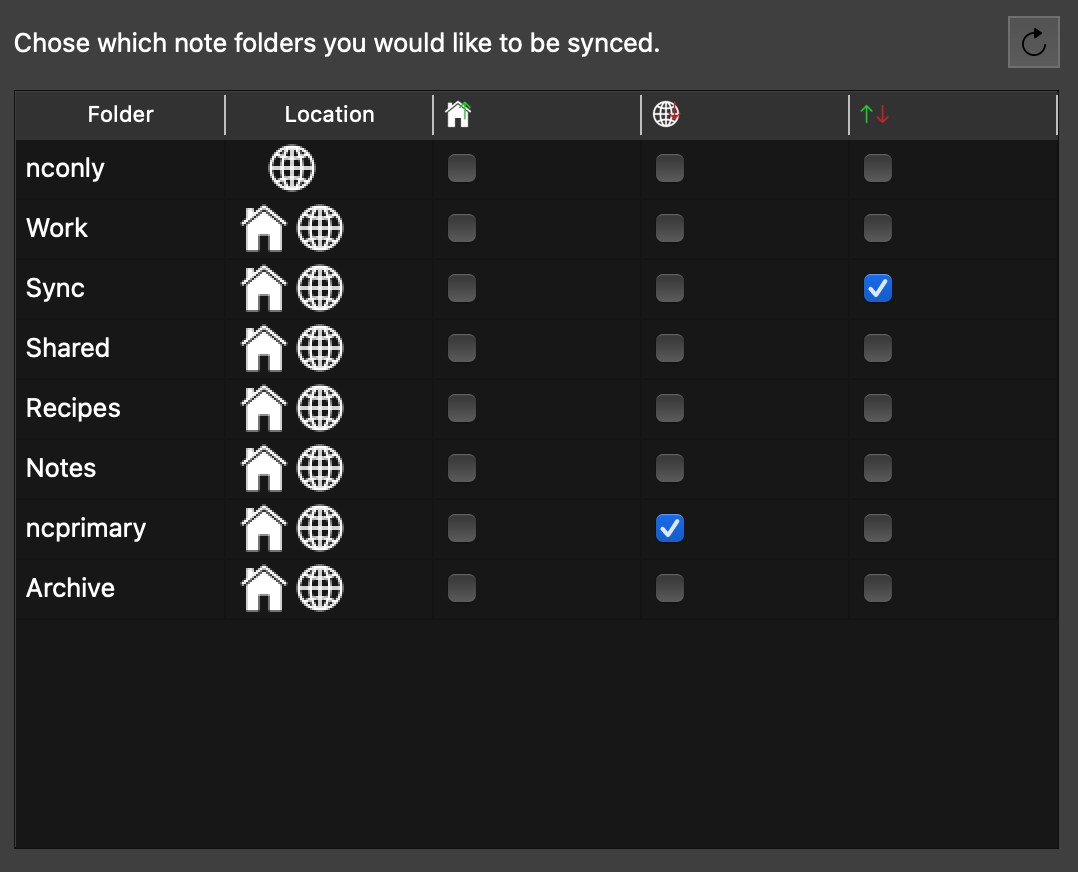 Chose which note folders you would like to be synced.
Folder Location
nconly
Work
Sync
Shared
Recipes
Notes
ncprimary
Archive